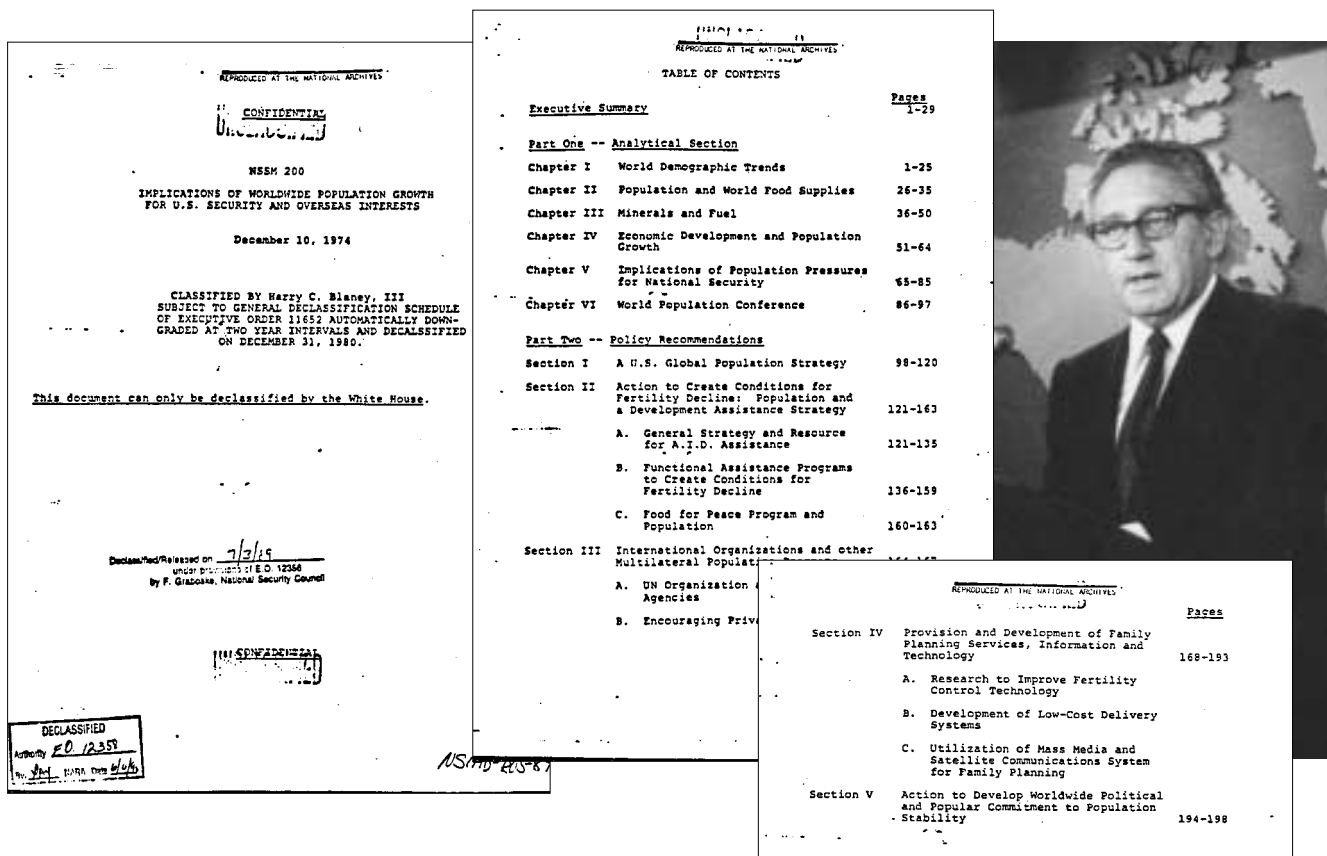 REPRODUCED AT THE NATIONAL ARCHIVES
CONFIDENTIAL
NSSM 200
IMPLICATIONS OF WORLDWIDE POPULATION GROWTH
FOR U.S. SECURITY AND OVERSEAS INTERESTS
December 10, 1974
CLASSIFIED BY Harry C. Blaney, III
SUBJECT TO GENERAL DECLASSIFICATION SCHEDULE
OF EXECUTIVE ORDER 11652 AUTOMATICALLY DOWN-
GRADED AT TWO YEAR INTERVALS AND DECALSSIFIED
ON DECEMBER 31, 1980.
This document can only be declassified by the White House.
Declassified/Released on 7/3/89
under provisions of E.O. 12356
by F. Graboske, National Security Council
CONFIDENTIAL
DECLASSIFIED
Authority E.O. 12358
By NARA Date
REPRODUCED AT THE NATIONAL ARCHIVES
TABLE OF CONTENTS
Pages
Executive Summary 1-29
Part One -- Analytical Section
Chapter I World Demographic Trends 1-25
Chapter II Population and World Food Supplies 26-35
Chapter III Minerals and Fuel 36-50
Chapter IV Economic Development and Population
Growth 51-64
Chapter V Implications of Population Pressures
for National Security 65-85
Chapter VI World Population Conference 86-97
Part Two -- Policy Recommendations
Section I A U.S. Global Population Strategy 98-120
Section II Action to Create Conditions for
Fertility Decline: Population and
a Development Assistance Strategy 121-163
A. General Strategy and Resource
for A.I.D. Assistance 121-135
B. Functional Assistance Programs
to Create Conditions for
Fertility Decline 136-159
C. Food for Peace Program and
Population 160-163
Section III International Organizations and other
Multilateral Populati
A. UN Organization
Agencies
B. Encouraging Priv
REPRODUCED AT THE NATIONAL ARCHIVES
Pages
Section IV Provision and Development of Family
Planning Services, Information and
Technology 168-193
A. Research to Improve Fertility
Control Technology
B. Development of Low-Cost Delivery
Systems
C. Utilization of Mass Media and
Satellite Communications System
for Family Planning
Section V Action to Develop Worldwide Political
and Popular Commitment to Population
Stability 194-198